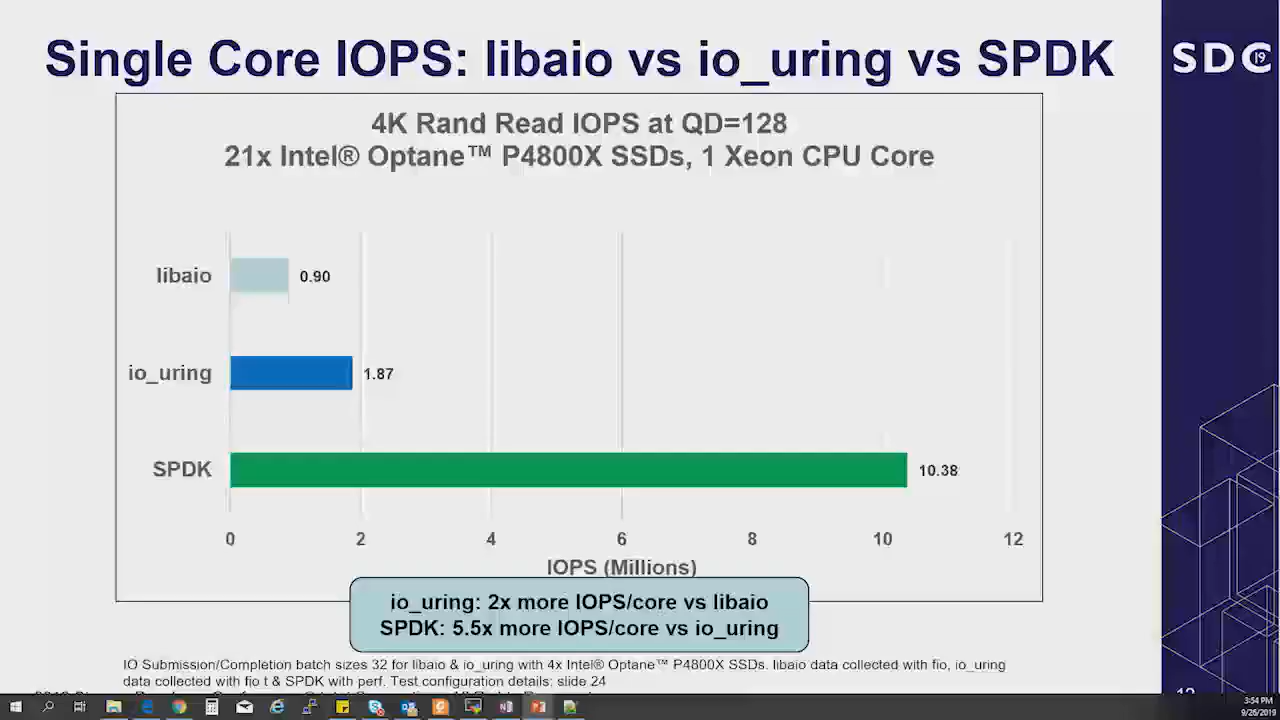 Single Core IOPS: libaio vs io_uring vs SPDK
SDC 19
4K Rand Read IOPS at QD=128
21x Intel® Optane™ P4800X SSDs, 1 Xeon CPU Core
libaio
0.90
io_uring
1.87
SPDK
10.38
0 2 4 6 8 10 12
IOPS (Millions)
io_uring: 2x more IOPS/core vs libaio
SPDK: 5.5x more IOPS/core vs io_uring
IO Submission/Completion batch sizes 32 for libaio & io_uring with 4x Intel® Optane™ P4800X SSDs. libaio data collected with fio, io_uring
data collected with fio t & SPDK with perf. Test configuration details: slide 24
3:54 PM
9/26/2019